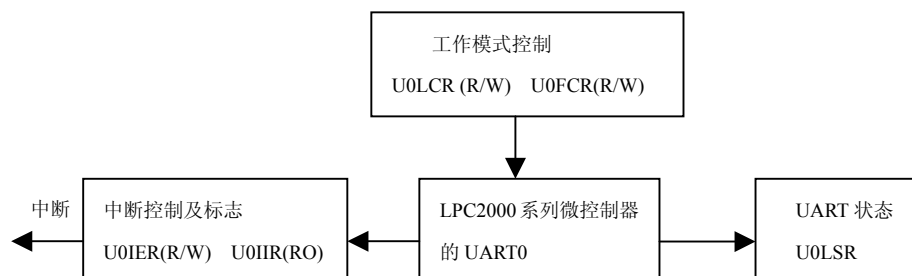 工作模式控制
U0LCR (R/W) U0FCR(R/W)
中断
中断控制及标志
U0IER(R/W) U0IIR(RO)
LPC2000 系列微控制器
的 UART0
UART 状态
U0LSR